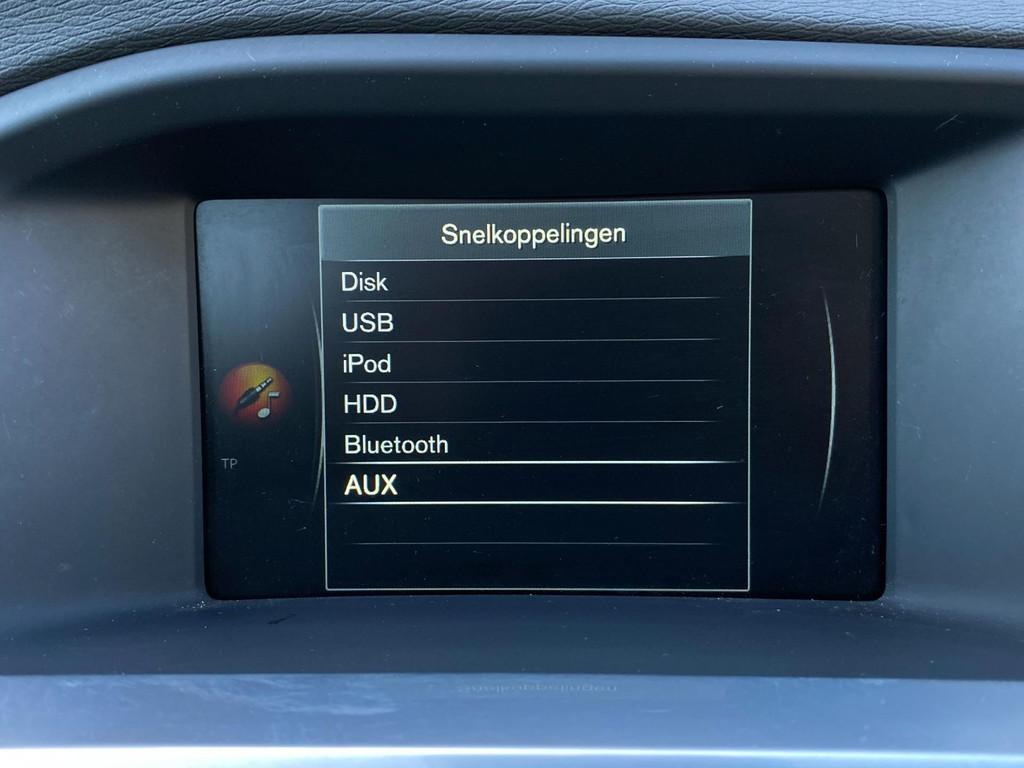 Snelkoppelingen
Disk
USB
iPod
HDD
Bluetooth
TP
AUX